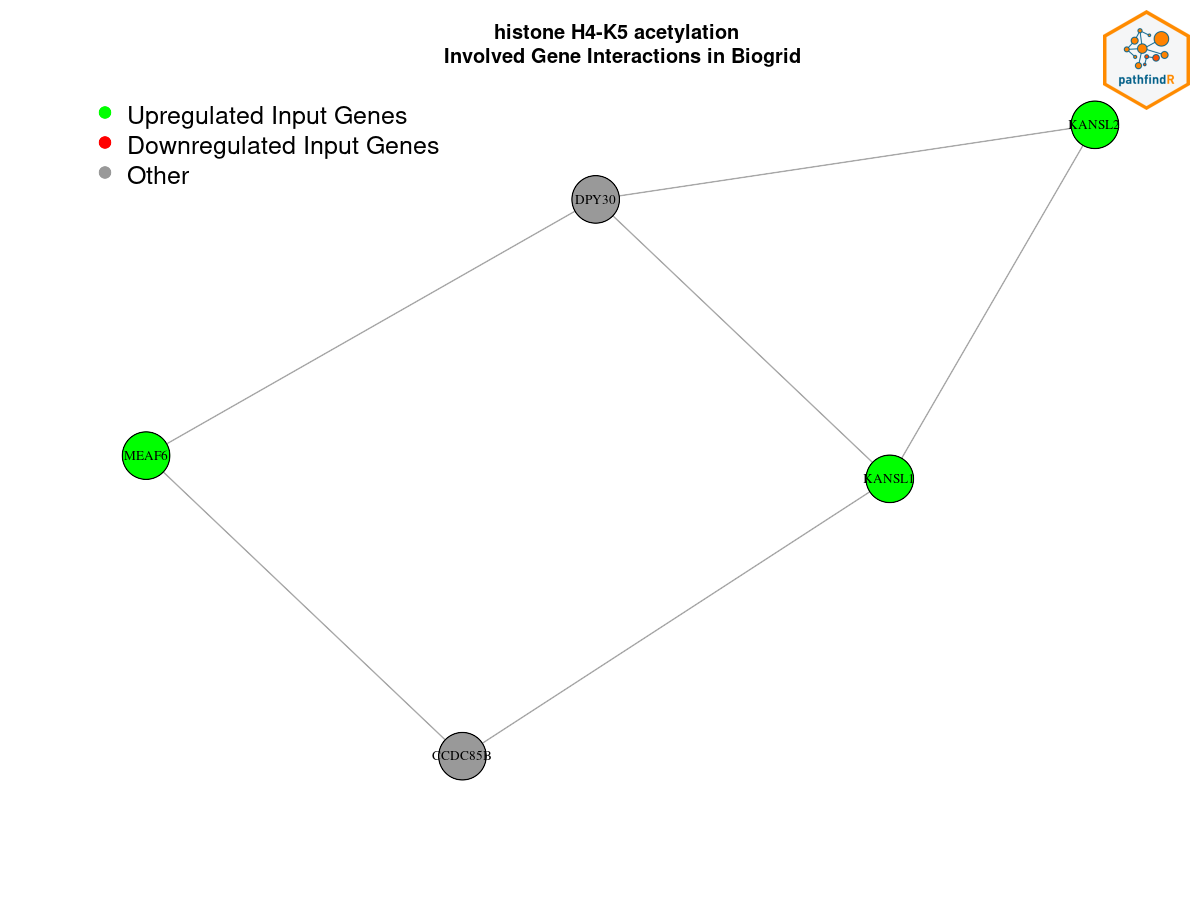 histone H4-K5 acetylation
Involved Gene Interactions in Biogrid
pathfindR
Upregulated Input Genes
Downregulated Input Genes
Other
KANSL2
DPY30
MEAF6
KANSL1
CCDC85B